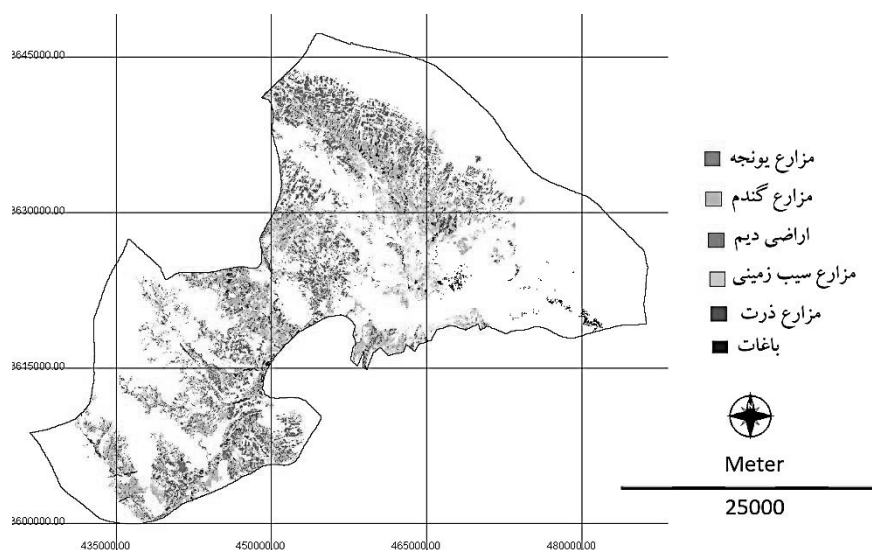 3645000.00
3630000.00
3615000.00
3600000.00
435000.00 450000.00 465000.00 480000.00
مزارع یونجه
مزارع گندم
اراضی دیم
مزارع سیب زمینی
مزارع ذرت
باغات
N
Meter
25000